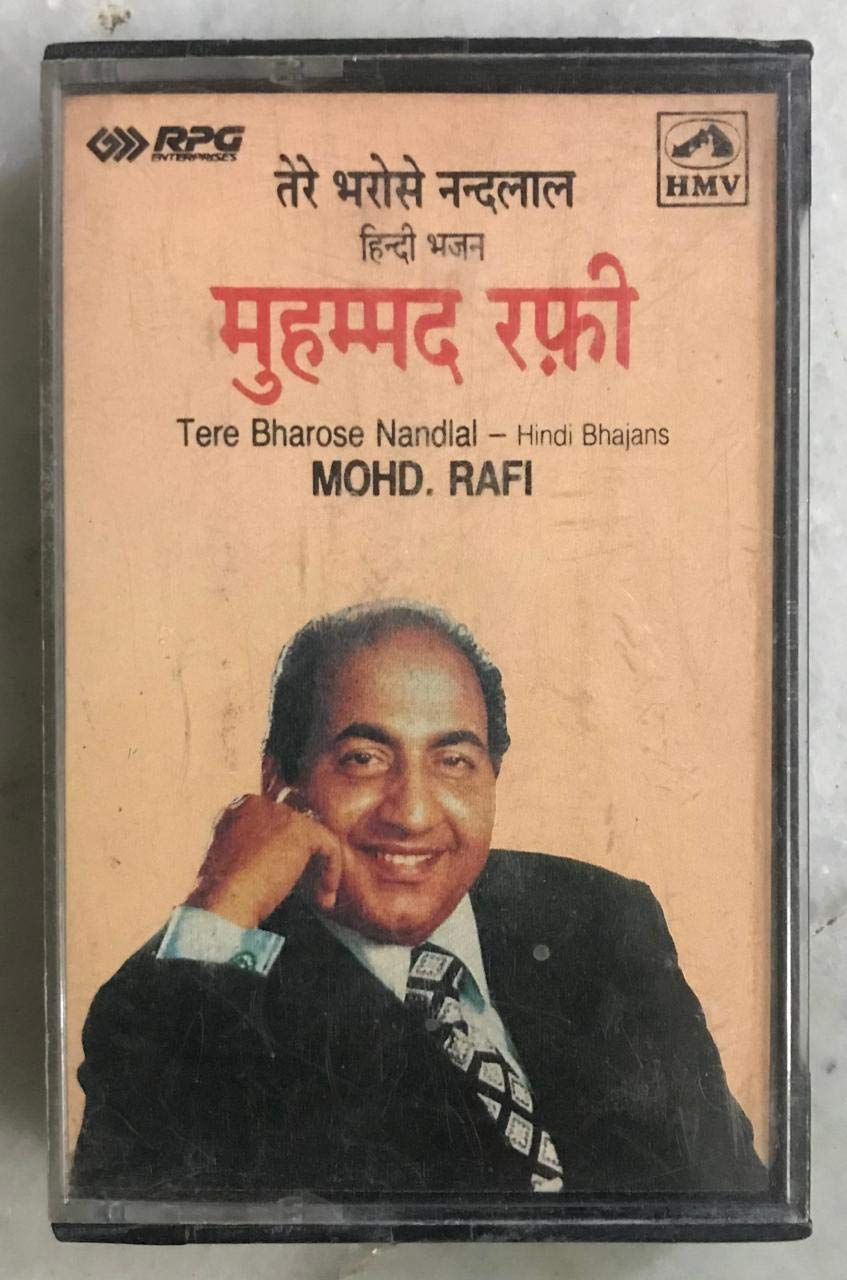 RPG
ENTERPRISES
HMV
तेरे भरोसे नन्दलाल
हिन्दी भजन
मुहम्मद रफ़ी
Tere Bharose Nandlal – Hindi Bhajans
MOHD. RAFI